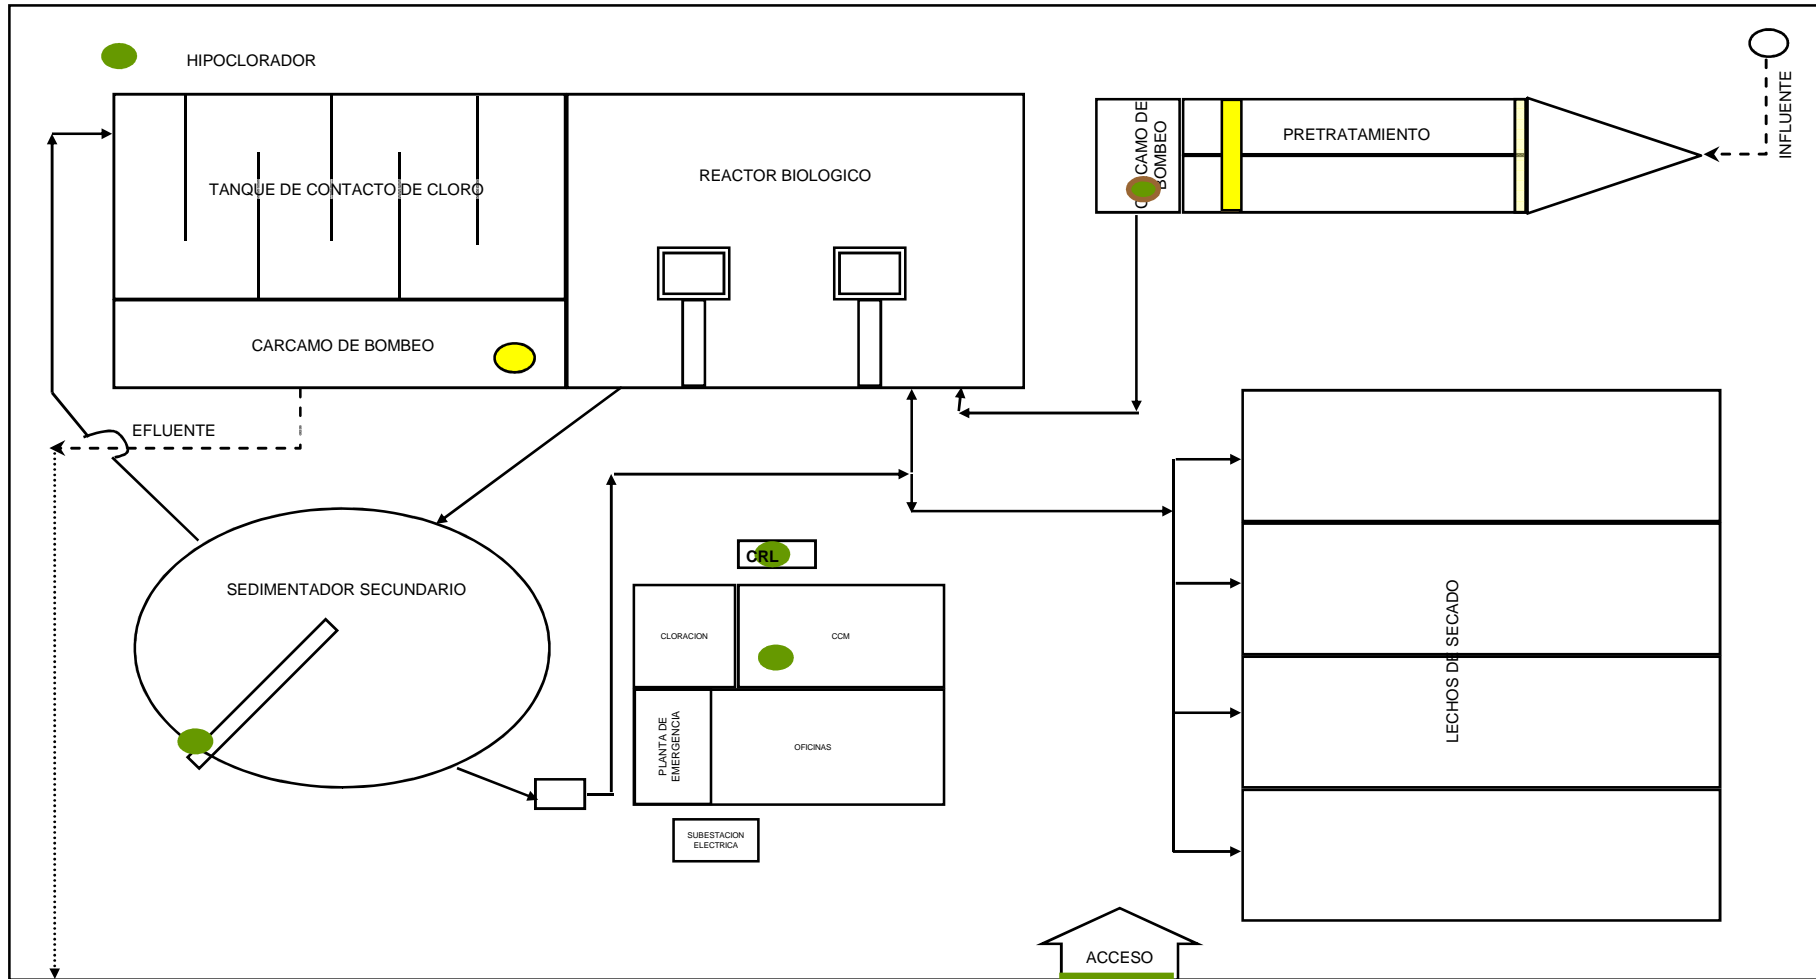 HIPOCLORADOR
INFLUENTE
CARCAMO DE
BOMBEO
PRETRATAMIENTO
TANQUE DE CONTACTO DE CLORO
REACTOR BIOLOGICO
CARCAMO DE BOMBEO
EFLUENTE
CRL
SEDIMENTADOR SECUNDARIO
CLORACION
CCM
LECHOS DE SECADO
PLANTA DE
EMERGENCIA
OFICINAS
SUBESTACION
ELECTRICA
ACCESO